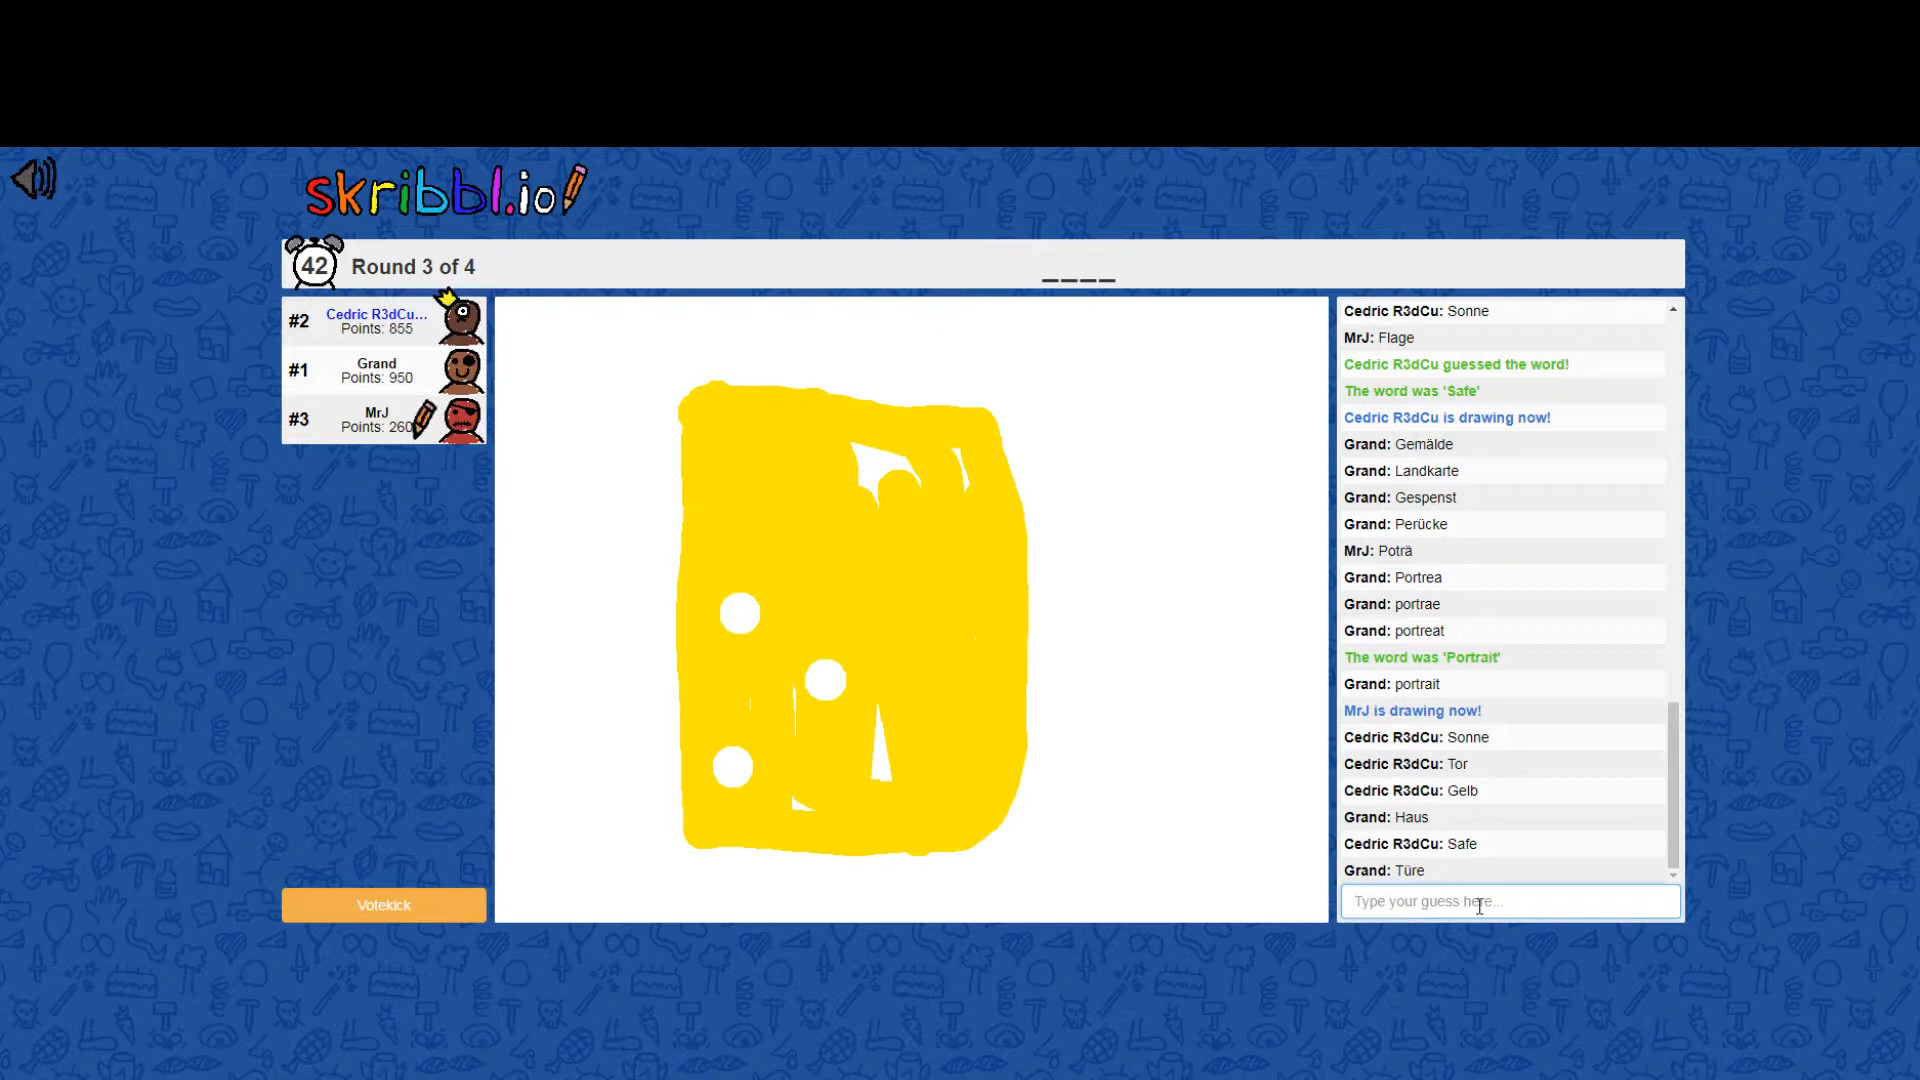 skribbl.io
42
Round 3 of 4
____
#2
Cedric R3dCu...
Points: 855
#1
Grand
Points: 950
#3
MrJ
Points: 260
Votekick
Cedric R3dCu: Sonne
MrJ: Flage
Cedric R3dCu guessed the word!
The word was 'Safe'
Cedric R3dCu is drawing now!
Grand: Gemälde
Grand: Landkarte
Grand: Gespenst
Grand: Perücke
MrJ: Poträ
Grand: Portrea
Grand: portrae
Grand: portreat
The word was 'Portrait'
Grand: portrait
MrJ is drawing now!
Cedric R3dCu: Sonne
Cedric R3dCu: Tor
Cedric R3dCu: Gelb
Grand: Haus
Cedric R3dCu: Safe
Grand: Türe
Type your guess here...